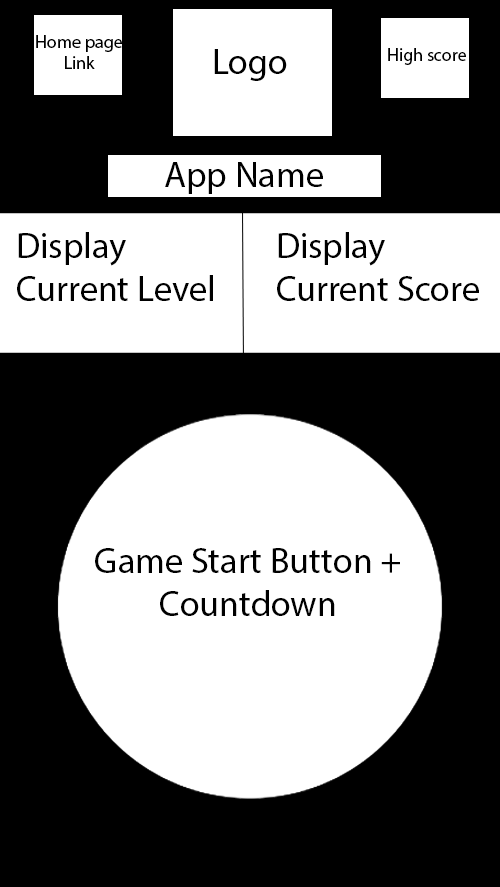 Home page
Link
Logo
High score
App Name
Display
Current Level
Display
Current Score
Game Start Button +
Countdown